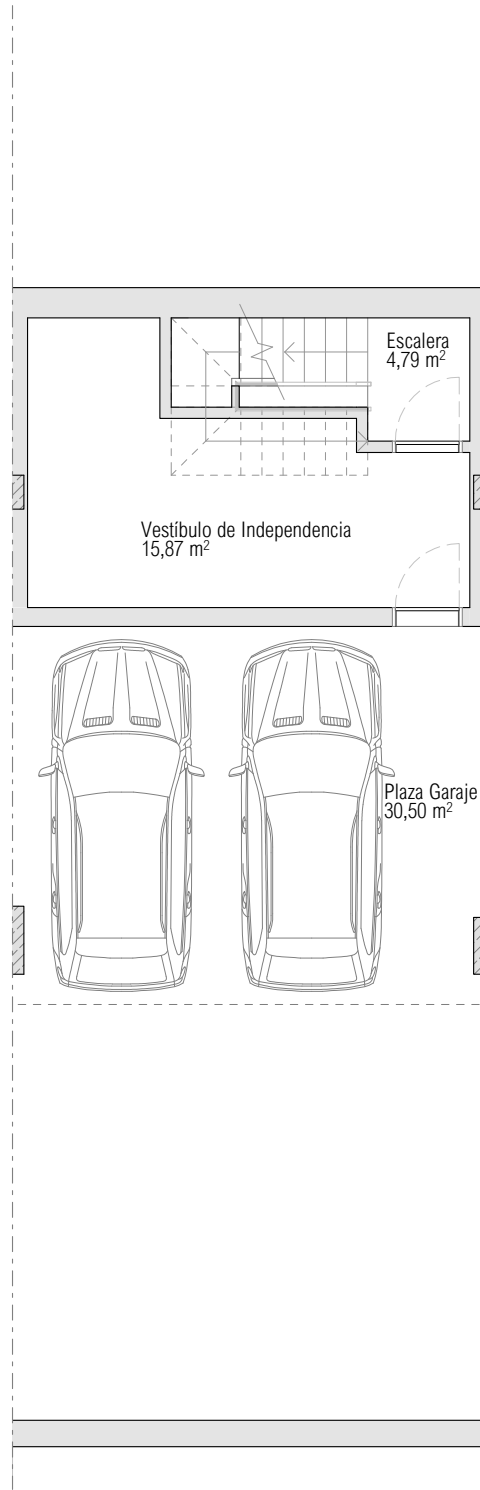 Escalera
4,79 m²
Vestíbulo de Independencia
15,87 m²
Plaza Garaje
30,50 m²